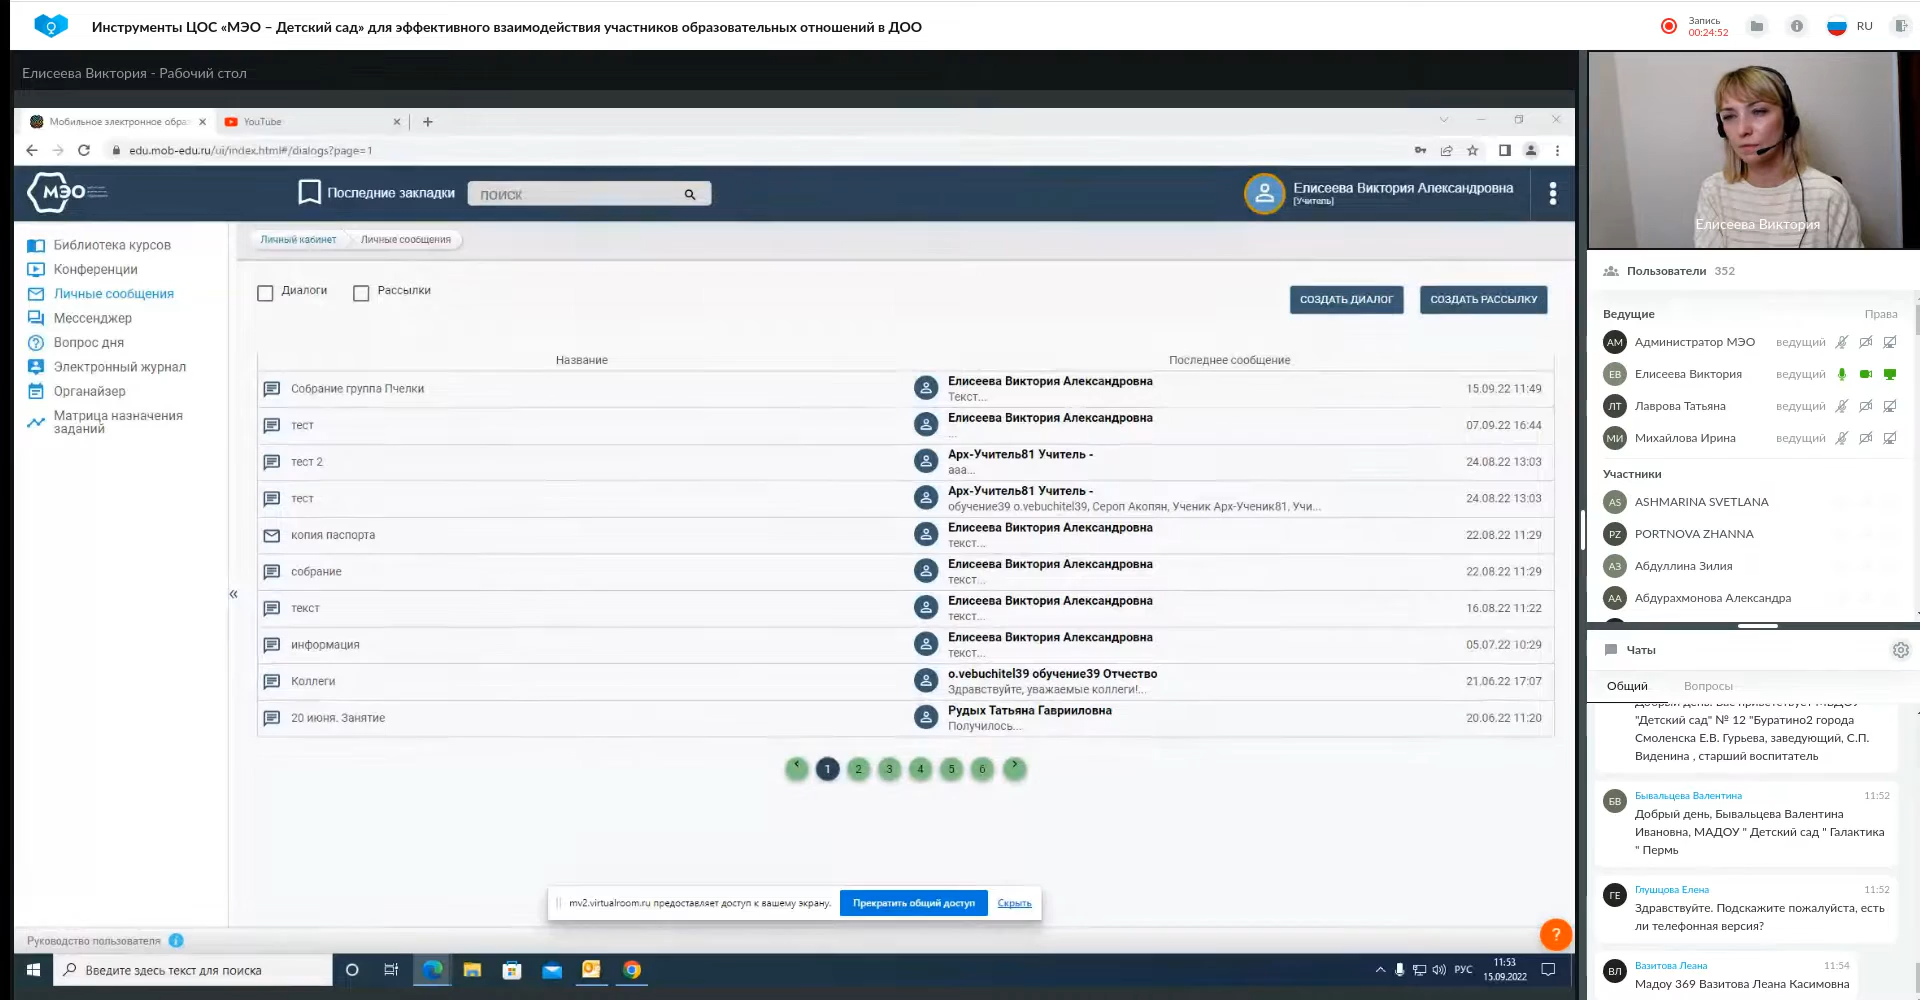 Инструменты ЦОС «МЭО – Детский сад» для эффективного взаимодействия участников образовательных отношений в ДОО
Запись
00:24:52
RU
Елисеева Виктория - Рабочий стол
Мобильное электронное обра
YouTube
edu.mob-edu.ru/ui/index.html#/dialogs?page=1
МЭО
Последние закладки
ПОИСК
Елисеева Виктория Александровна
[Учитель]
Библиотека курсов
Конференции
Личные сообщения
Мессенджер
Вопрос дня
Электронный журнал
Органайзер
Матрица назначения
заданий
Личный кабинет
Личные сообщения
Диалоги
Рассылки
СОЗДАТЬ ДИАЛОГ
СОЗДАТЬ РАССЫЛКУ
Название
Последнее сообщение
Собрание группа Пчелки
Елисеева Виктория Александровна
Текст...
15.09.22 11:49
тест
Елисеева Виктория Александровна
...
07.09.22 16:44
тест 2
Арх-Учитель81 Учитель -
ааа...
24.08.22 13:03
тест
Арх-Учитель81 Учитель -
обучение39 o.vebuchitel39, Сероп Акопян, Ученик Арх-Ученик81, Учи...
24.08.22 13:03
копия паспорта
Елисеева Виктория Александровна
текст...
22.08.22 11:29
собрание
Елисеева Виктория Александровна
текст...
22.08.22 11:29
текст
Елисеева Виктория Александровна
текст...
16.08.22 11:22
информация
Елисеева Виктория Александровна
текст...
05.07.22 10:29
Коллеги
o.vebuchitel39 обучение39 Отчество
Здравствуйте, уважаемые коллеги!...
21.06.22 17:07
20 июня. Занятие
Рудых Татьяна Гаврииловна
Получилось...
20.06.22 11:20
1 2 3 4 5 6
mv2.virtualroom.ru предоставляет доступ к вашему экрану.
Прекратить общий доступ
Скрыть
Руководство пользователя
?
Введите здесь текст для поиска
РУС
11:53
15.09.2022
Елисеева Виктория
Пользователи 352
Ведущие
Права
АМ Администратор МЭО ведущий
ЕВ Елисеева Виктория ведущий
ЛТ Лаврова Татьяна ведущий
МИ Михайлова Ирина ведущий
Участники
AS ASHMARINA SVETLANA
PZ PORTNOVA ZHANNA
АЗ Абдуллина Зилия
АА Абдурахмонова Александра
Чаты
Общий
Вопросы
"Детский сад" № 12 "Буратино2 города
Смоленска Е.В. Гурьева, заведующий, С.П.
Виденина , старший воспитатель
БВ
Бывальцева Валентина
11:52
Добрый день, Бывальцева Валентина
Ивановна, МАДОУ " Детский сад " Галактика
" Пермь
ГЕ
Глушцова Елена
11:52
Здравствуйте. Подскажите пожалуйста, есть
ли телефонная версия?
ВЛ
Вазитова Леана
11:54
Мадоу 369 Вазитова Леана Касимовна